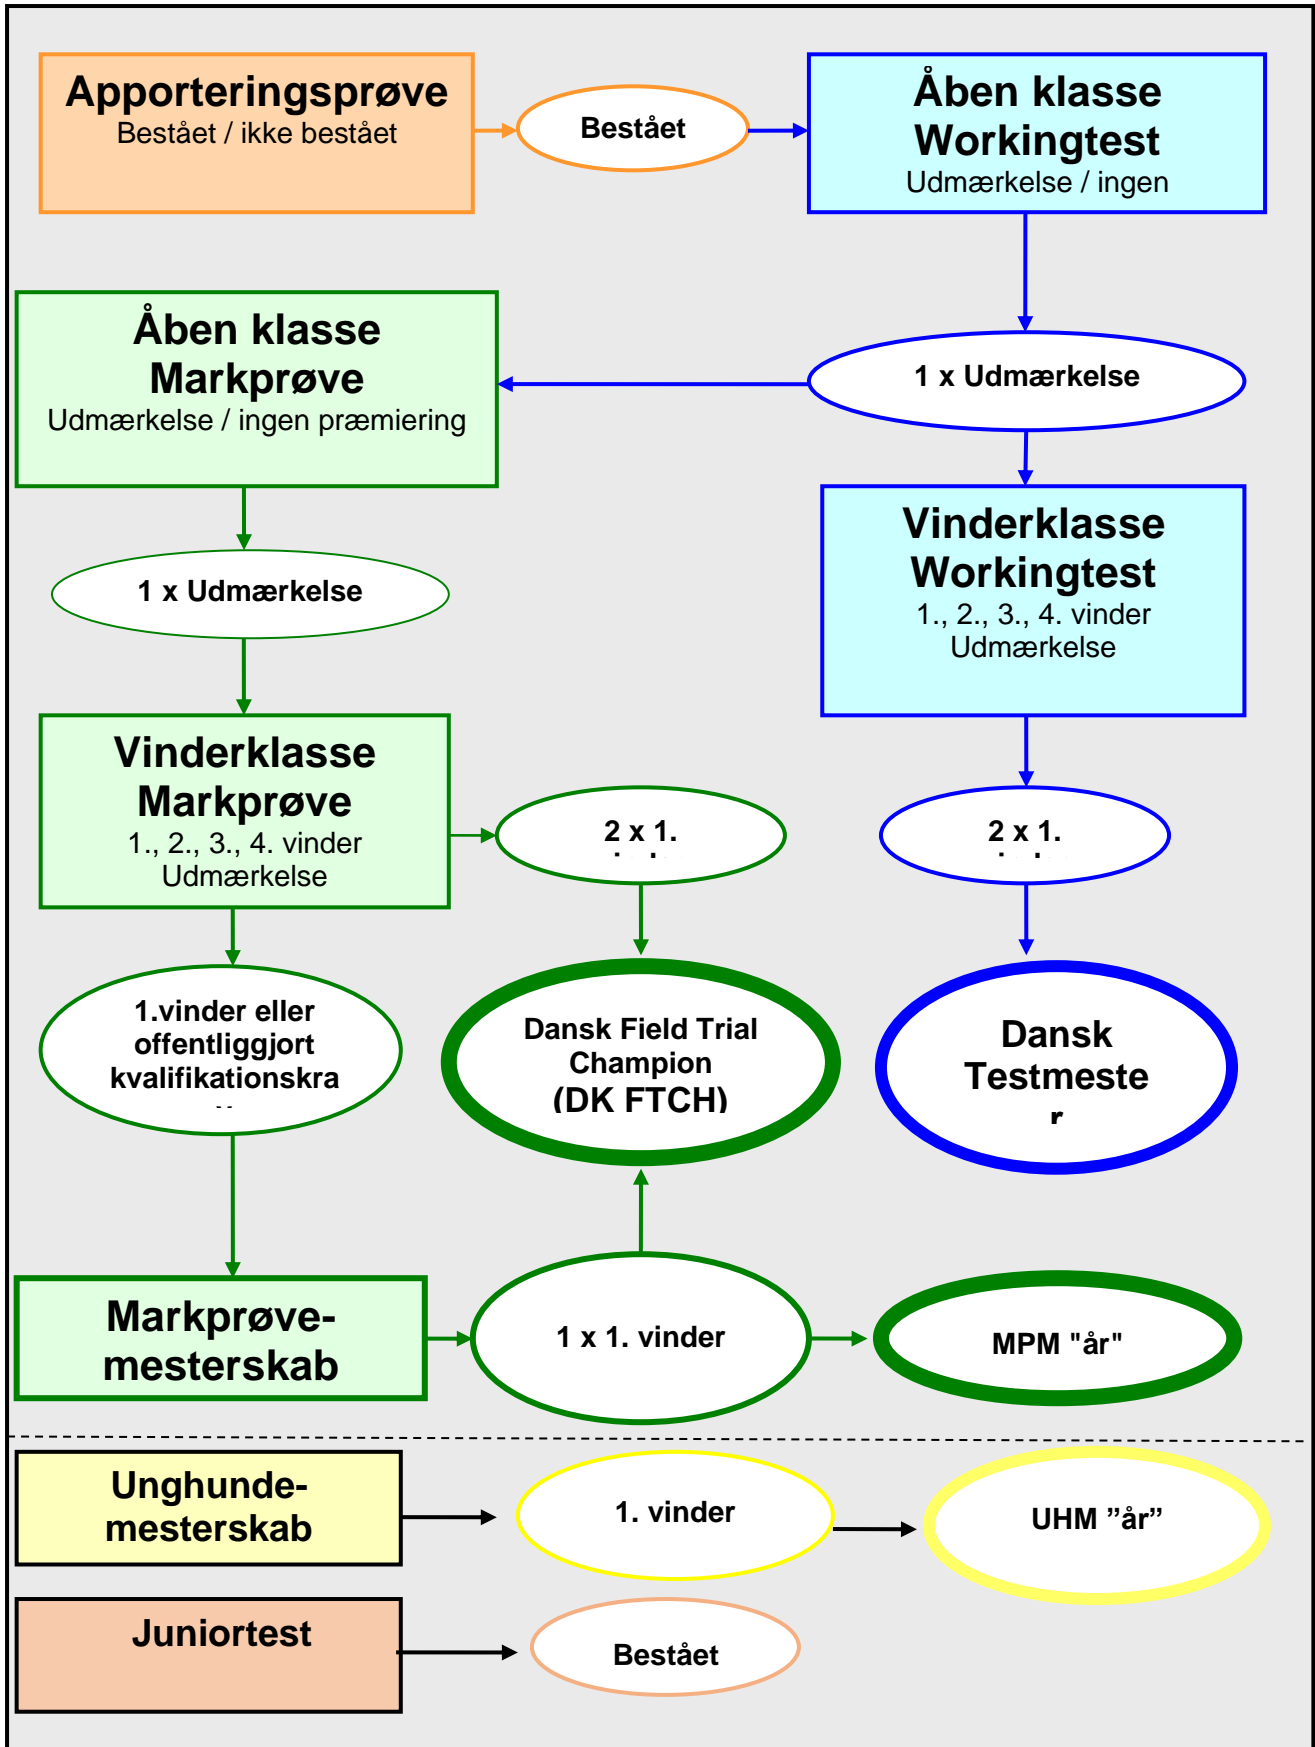 Apporteringsprøve
Bestået / ikke bestået
Bestået
Åben klasse
Workingtest
Udmærkelse / ingen
Åben klasse
Markprøve
Udmærkelse / ingen præmiering
1 x Udmærkelse
1 x Udmærkelse
Vinderklasse
Workingtest
1., 2., 3., 4. vinder
Udmærkelse
Vinderklasse
Markprøve
1., 2., 3., 4. vinder
Udmærkelse
2 x 1.
2 x 1.
1.vinder eller
offentliggjort
kvalifikationskra
Dansk Field Trial
Champion
(DK FTCH)
Dansk
Testmeste
r
Markprøve-
mesterskab
1 x 1. vinder
MPM "år"
Unghunde-
mesterskab
1. vinder
UHM ”år”
Juniortest
Bestået